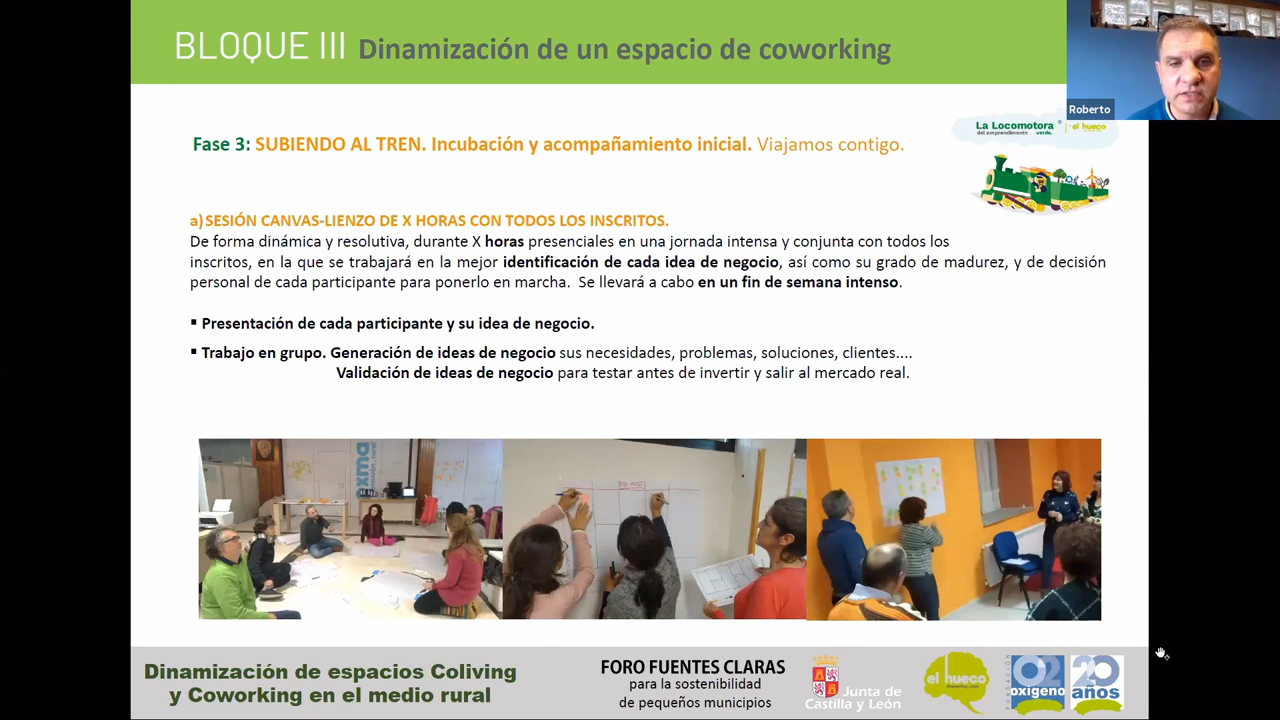 BLOQUE III Dinamización de un espacio de coworking
Roberto
La Locomotora
del emprendimiento verde.
el hueco
Fase 3: SUBIENDO AL TREN. Incubación y acompañamiento inicial. Viajamos contigo.
a) SESIÓN CANVAS-LIENZO DE X HORAS CON TODOS LOS INSCRITOS.
De forma dinámica y resolutiva, durante X horas presenciales en una jornada intensa y conjunta con todos los
inscritos, en la que se trabajará en la mejor identificación de cada idea de negocio, así como su grado de madurez, y de decisión
personal de cada participante para ponerlo en marcha. Se llevará a cabo en un fin de semana intenso.
▪ Presentación de cada participante y su idea de negocio.
▪ Trabajo en grupo. Generación de ideas de negocio sus necesidades, problemas, soluciones, clientes....
Validación de ideas de negocio para testar antes de invertir y salir al mercado real.
Dinamización de espacios Coliving
y Coworking en el medio rural
FORO FUENTES CLARAS
para la sostenibilidad
de pequeños municipios
Junta de
Castilla y León
el hueco
FUNDACIÓN
O2
oxígeno
20
años